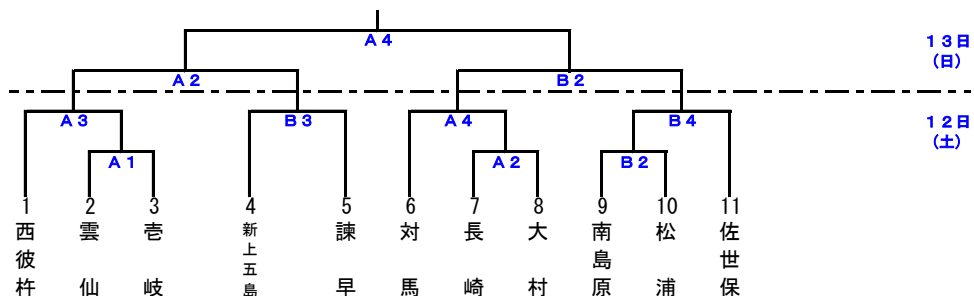 A4
13日
(日)
A2
B2
A3
B3
A4
B4
12日
(土)
A1
A2
B2
1
2
3
4
5
6
7
8
9
10
11
西彼杵
雲仙
壱岐
新上五島
諫早
対馬
長崎
大村
南島原
松浦
佐世保